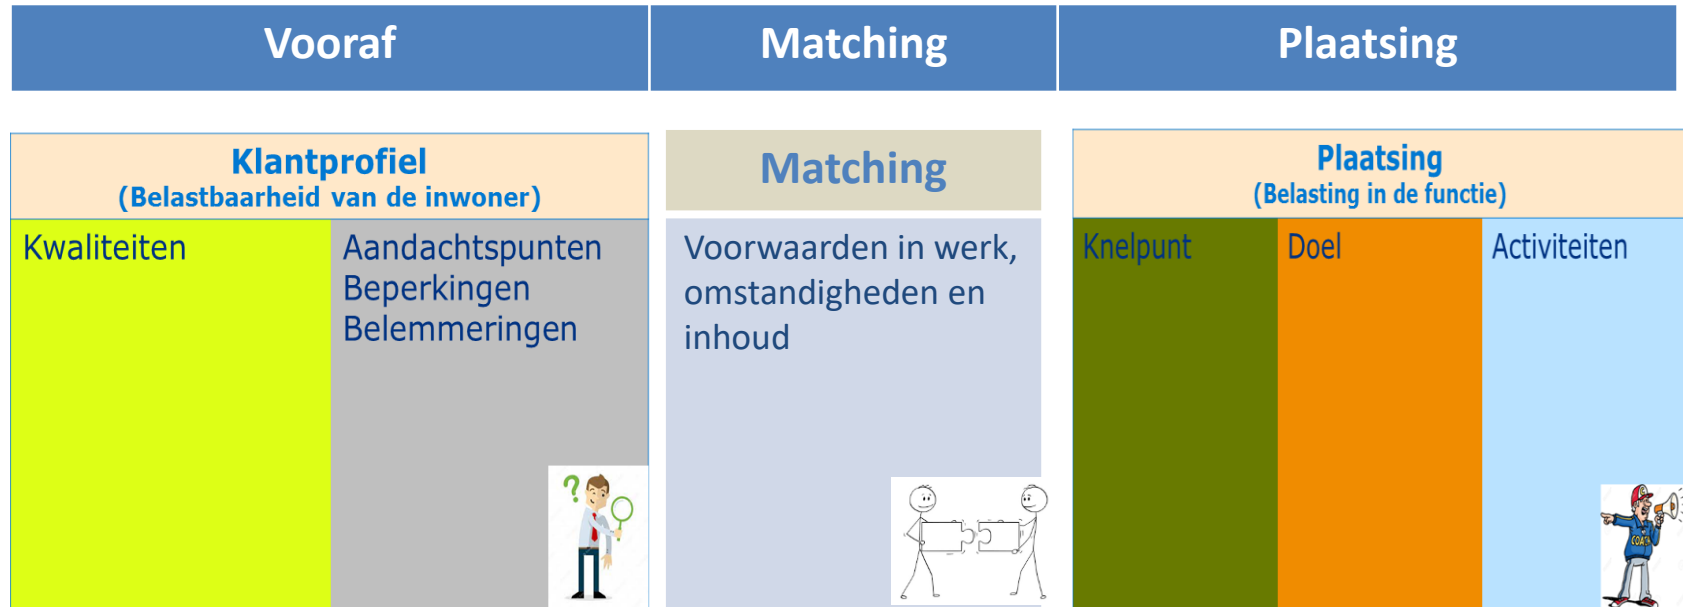 Vooraf
Matching
Plaatsing
Klantprofiel
(Belastbaarheid van de inwoner)
Kwaliteiten
Aandachtspunten
Beperkingen
Belemmeringen
Matching
Voorwaarden in werk,
omstandigheden en
inhoud
Plaatsing
(Belasting in de functie)
Knelpunt
Doel
Activiteiten
?
COACH